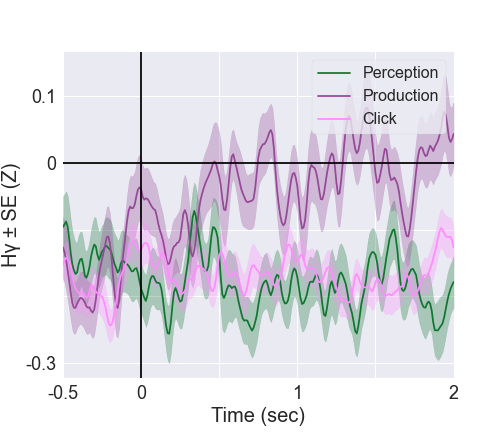 Perception
Production
Click
0.1
0
-0.3
Hγ ± SE (Z)
-0.5
0
1
2
Time (sec)